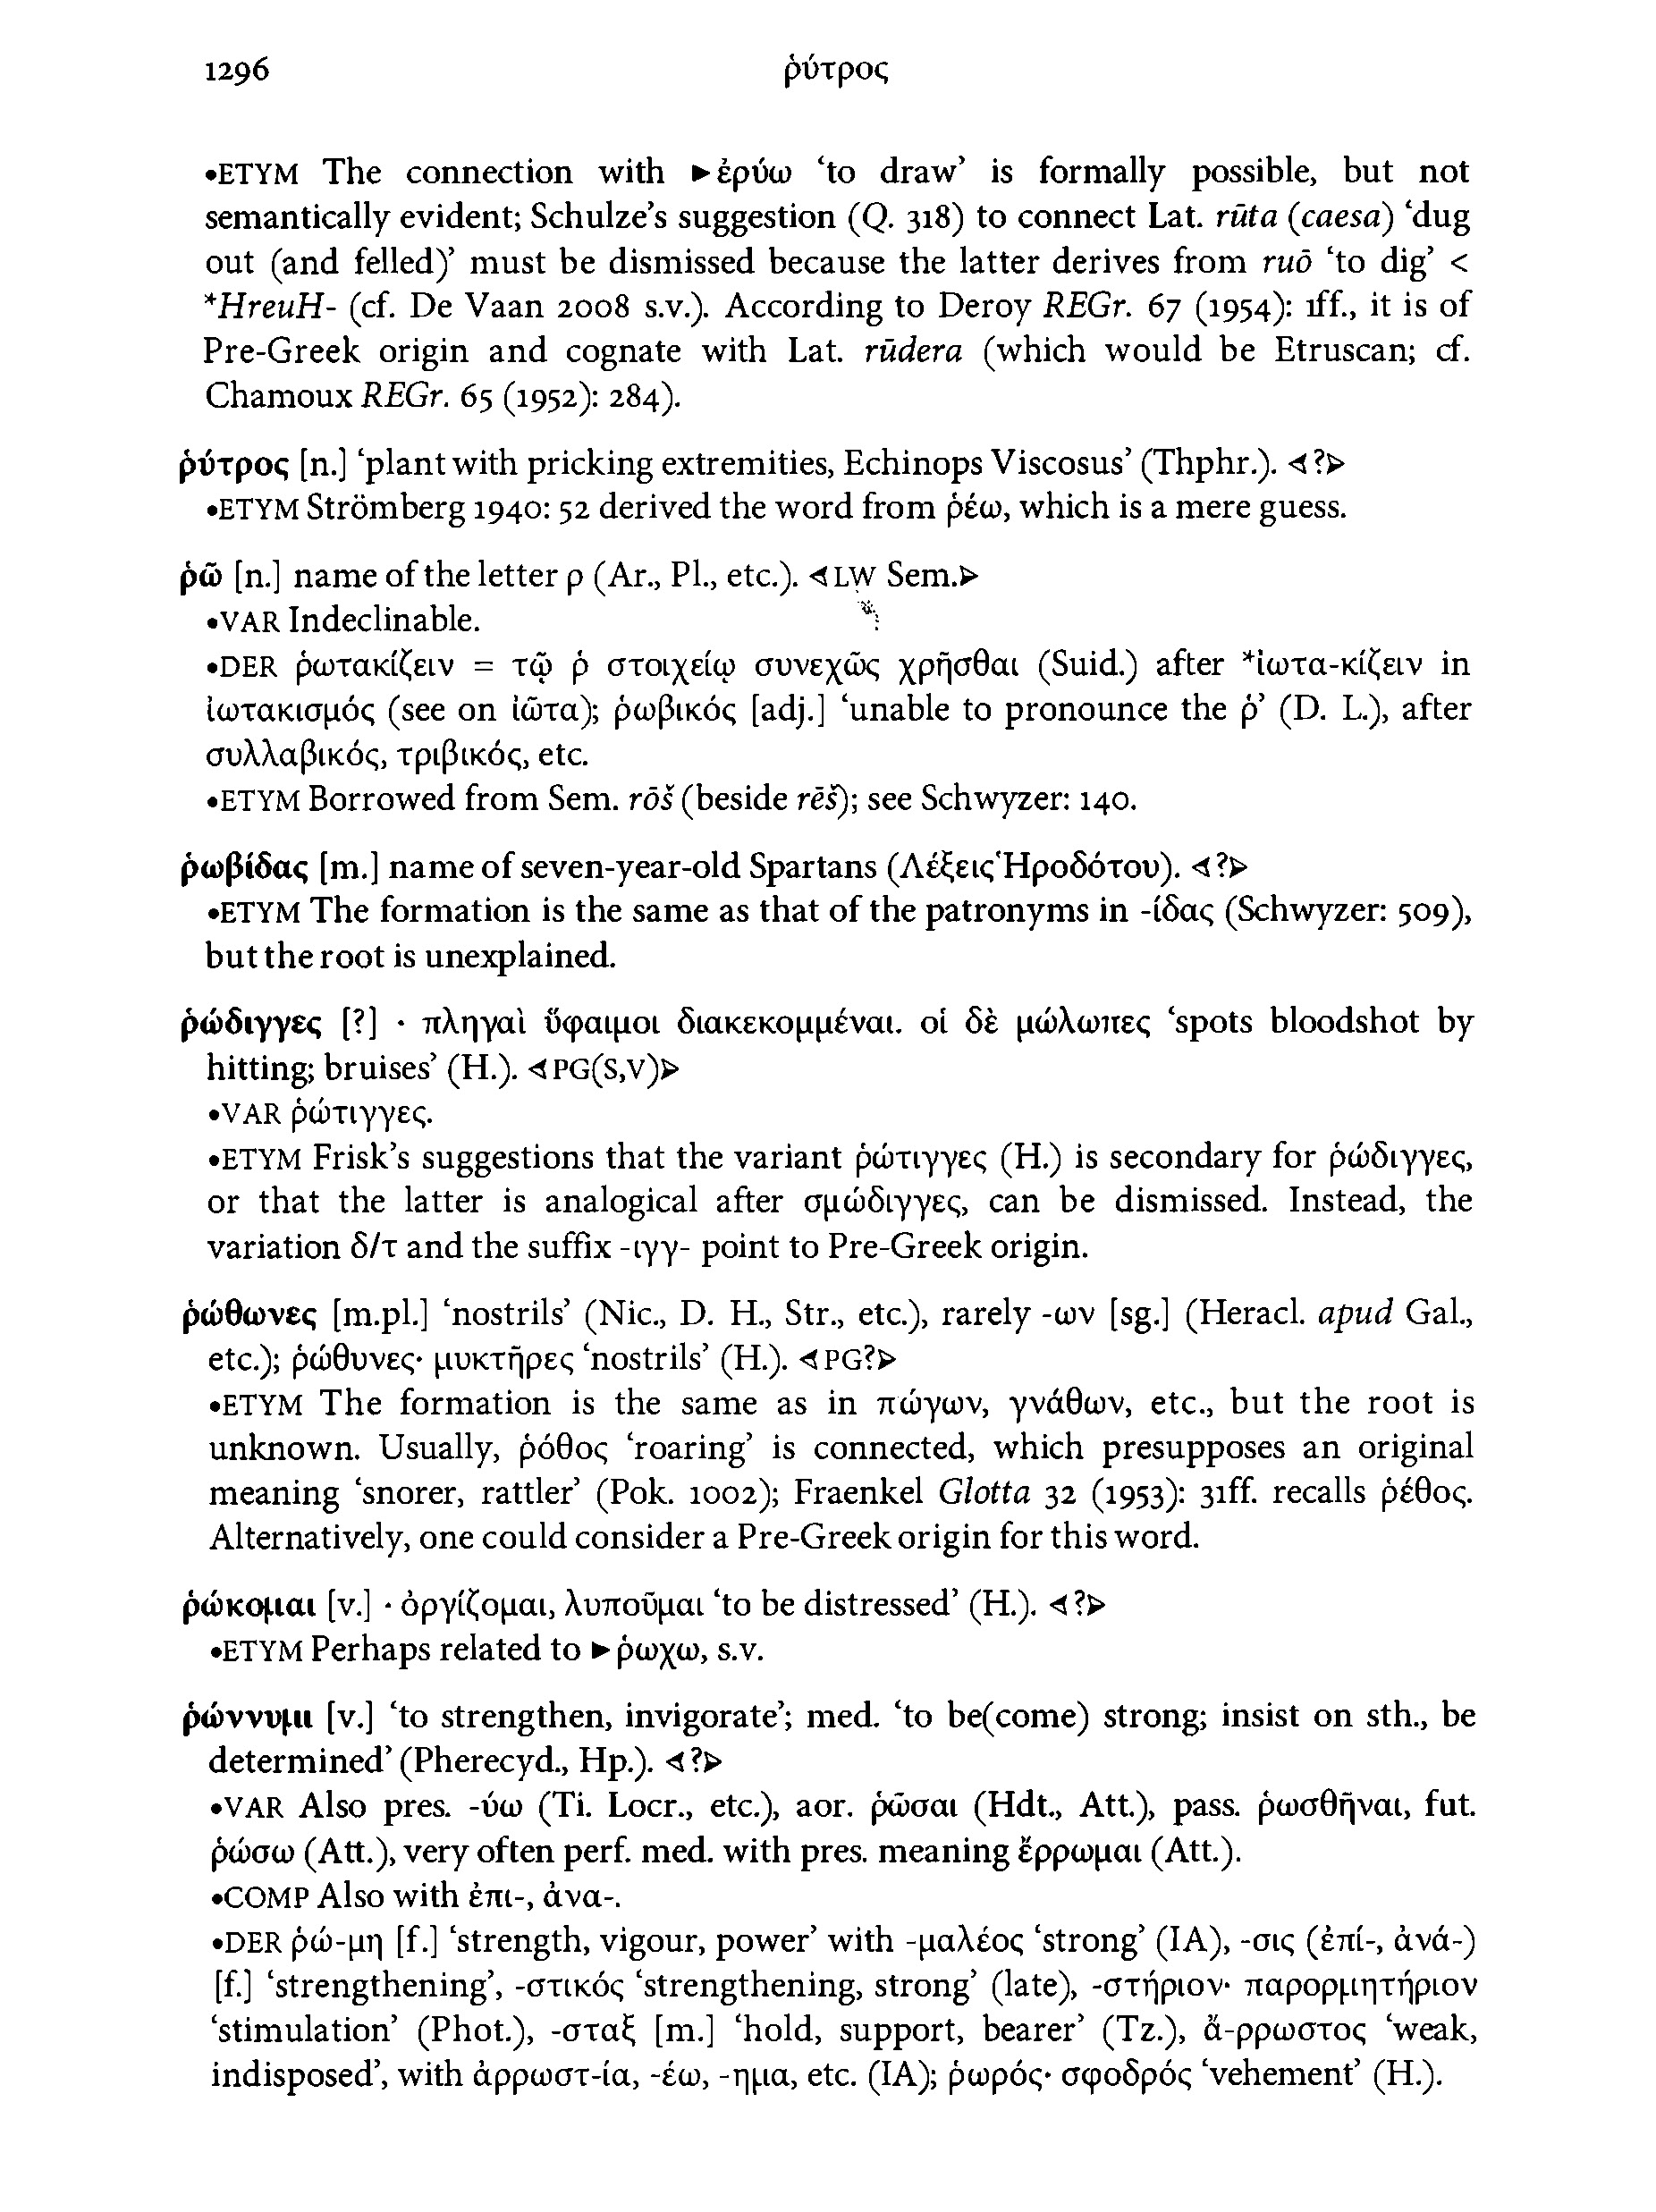 1296 ῥύτρος
•ETYM The connection with ►ἐρύω ‘to draw’ is formally possible, but not
semantically evident; Schulze’s suggestion (Q. 318) to connect Lat. rūta (caesa) ‘dug
out (and felled)’ must be dismissed because the latter derives from ruō ‘to dig’ <
*HreuH- (cf. De Vaan 2008 s.v.). According to Deroy REGr. 67 (1954): 1ff., it is of
Pre-Greek origin and cognate with Lat. rūdera (which would be Etruscan; cf.
Chamoux REGr. 65 (1952): 284).
ῥύτρος [n.] ‘plant with pricking extremities, Echinops Viscosus’ (Thphr.). ⊲?⊳
•ETYM Strömberg 1940: 52 derived the word from ῥέω, which is a mere guess.
ῥῶ [n.] name of the letter ρ (Ar., Pl., etc.). ⊲LW Sem.⊳
•VAR Indeclinable.
•DER ῥωτακίζειν = τῷ ῥ στοιχείῳ συνεχῶς χρῆσθαι (Suid.) after *ἰωτα-κίζειν in
ἰωτακισμός (see on ἰῶτα); ῥωβικός [adj.] ‘unable to pronounce the ῥ’ (D. L.), after
συλλαβικός, τριβικός, etc.
•ETYM Borrowed from Sem. rōš (beside rēš); see Schwyzer: 140.
ῥωβίδας [m.] name of seven-year-old Spartans (Λέξεις Ἡροδότου). ⊲?⊳
•ETYM The formation is the same as that of the patronyms in -ίδας (Schwyzer: 509),
but the root is unexplained.
ῥώδιγγες [?] · πληγαὶ ὕφαιμοι διακεκομμέναι. οἱ δὲ μώλωπες ‘spots bloodshot by
hitting; bruises’ (H.). ⊲PG(S,V)⊳
•VAR ῥώτιγγες.
•ETYM Frisk’s suggestions that the variant ῥώτιγγες (H.) is secondary for ῥώδιγγες,
or that the latter is analogical after σμώδιγγες, can be dismissed. Instead, the
variation δ/τ and the suffix -ιγγ- point to Pre-Greek origin.
ῥώθωνες [m.pl.] ‘nostrils’ (Nic., D. H., Str., etc.), rarely -ων [sg.] (Heracl. apud Gal.,
etc.); ῥώθυνες· μυκτῆρες ‘nostrils’ (H.). ⊲PG?⊳
•ETYM The formation is the same as in πώγων, γνάθων, etc., but the root is
unknown. Usually, ῥόθος ‘roaring’ is connected, which presupposes an original
meaning ‘snorer, rattler’ (Pok. 1002); Fraenkel Glotta 32 (1953): 31ff. recalls ῥέθος.
Alternatively, one could consider a Pre-Greek origin for this word.
ῥώκομαι [v.] · ὀργίζομαι, λυποῦμαι ‘to be distressed’ (H.). ⊲?⊳
•ETYM Perhaps related to ►ῥωχω, s.v.
ῥώννυμι [v.] ‘to strengthen, invigorate’; med. ‘to be(come) strong; insist on sth., be
determined’ (Pherecyd., Hp.). ⊲?⊳
•VAR Also pres. -ύω (Ti. Locr., etc.), aor. ῥῶσαι (Hdt., Att.), pass. ῥωσθῆναι, fut.
ῥώσω (Att.), very often perf. med. with pres. meaning ἔρρωμαι (Att.).
•COMP Also with ἐπι-, ἀνα-.
•DER ῥώ-μη [f.] ‘strength, vigour, power’ with -μαλέος ‘strong’ (IA), -σις (ἐπί-, ἀνά-)
[f.] ‘strengthening’, -στικός ‘strengthening, strong’ (late), -στήριον· παρορμητήριον
‘stimulation’ (Phot.), -σταξ [m.] ‘hold, support, bearer’ (Tz.), ἄ-ρρωστος ‘weak,
indisposed’, with ἀρρωστ-ία, -έω, -ημα, etc. (IA); ῥωρός· σφοδρός ‘vehement’ (H.).